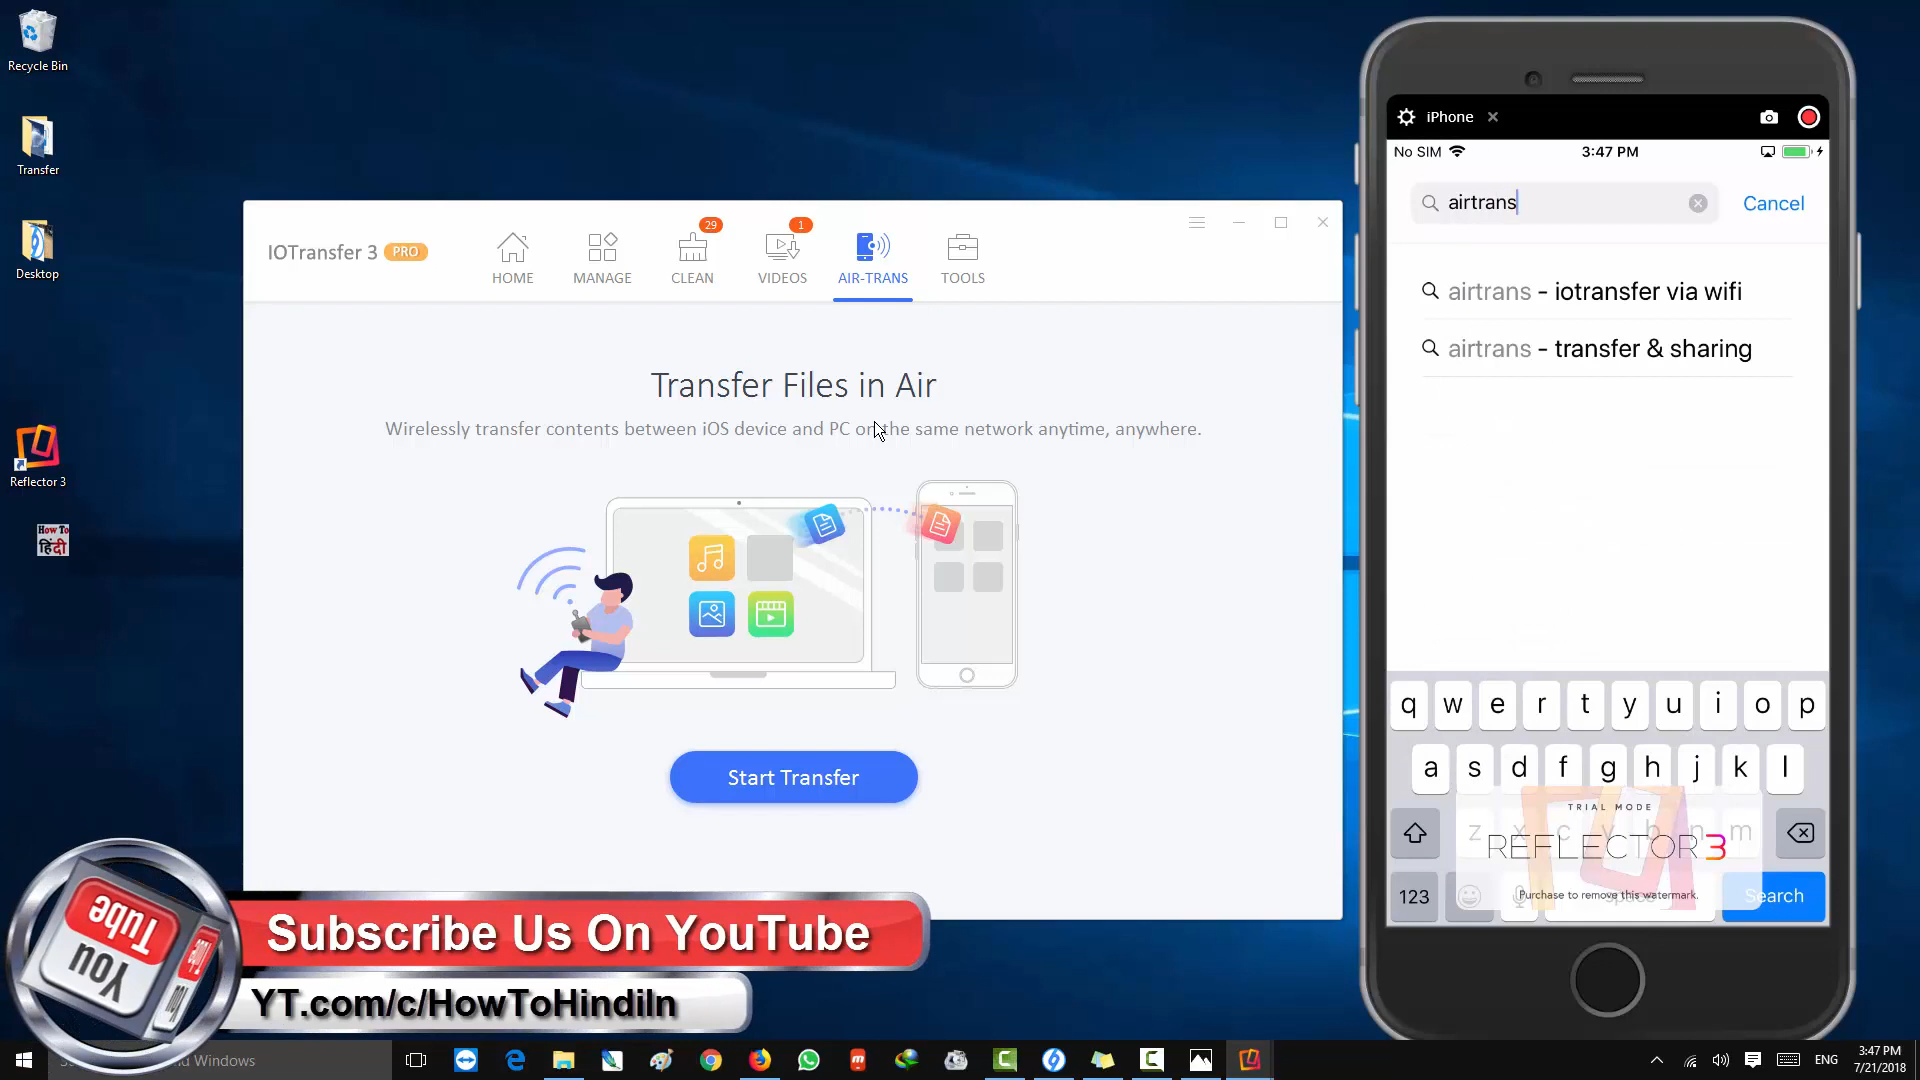 Recycle Bin
Transfer
Desktop
Reflector 3
How To
हिंदी
IOTransfer 3 PRO
HOME
MANAGE
29
CLEAN
1
VIDEOS
AIR-TRANS
TOOLS
Transfer Files in Air
Wirelessly transfer contents between iOS device and PC on the same network anytime, anywhere.
Start Transfer
iPhone
No SIM
3:47 PM
airtrans
Cancel
airtrans - iotransfer via wifi
airtrans - transfer & sharing
q w e r t y u i o p
a s d f g h j k l
TRIAL MODE
z x c v b n m
REFLECTOR 3
Purchase to remove this watermark.
123
space
Search
You
Tube
Subscribe Us On YouTube
YT.com/c/HowToHindiIn
nd Windows
ENG
3:47 PM
7/21/2018